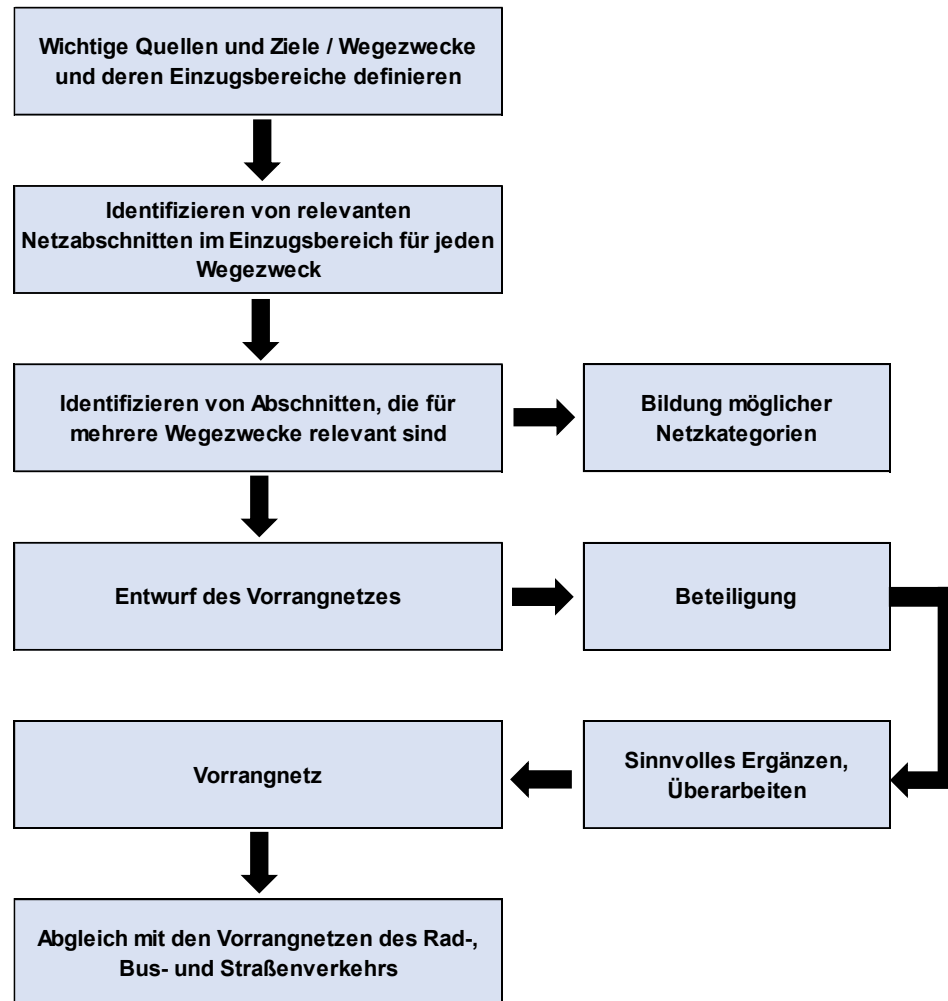 Wichtige Quellen und Ziele / Wegezwecke
und deren Einzugsbereiche definieren
Identifizieren von relevanten
Netzabschnitten im Einzugsbereich für jeden
Wegezweck
Identifizieren von Abschnitten, die für
mehrere Wegezwecke relevant sind
Bildung möglicher
Netzkategorien
Entwurf des Vorrangnetzes
Beteiligung
Vorrangnetz
Sinnvolles Ergänzen,
Überarbeiten
Abgleich mit den Vorrangnetzen des Rad-,
Bus- und Straßenverkehrs